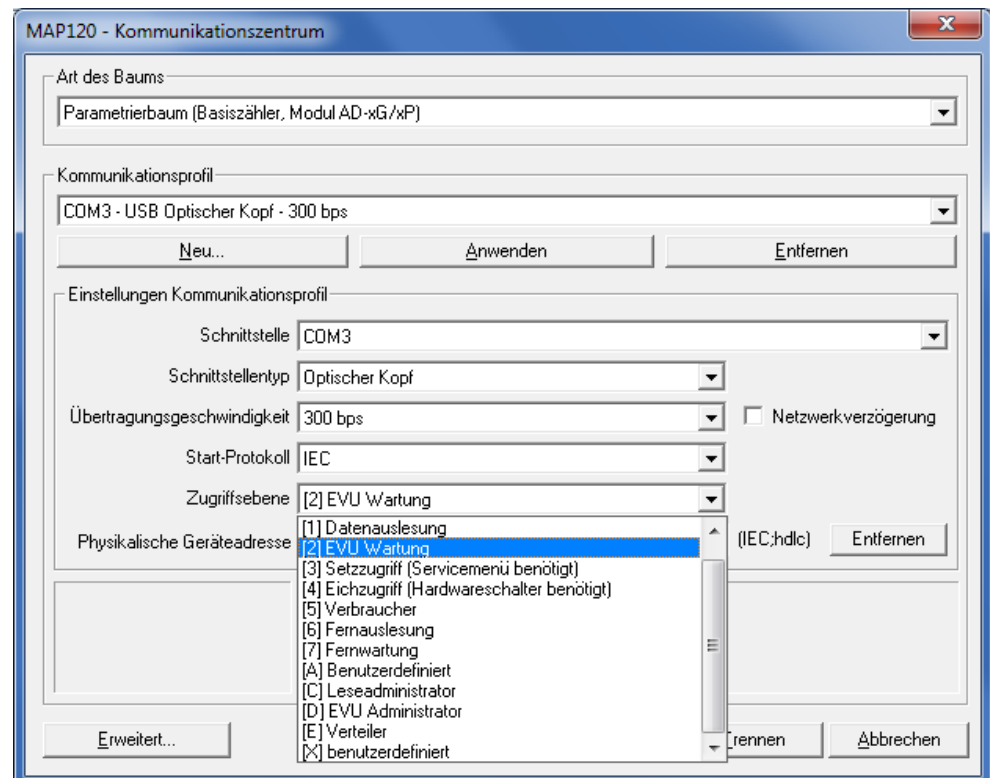 MAP120 - Kommunikationszentrum
Art des Baums
Parametrierbaum (Basiszähler, Modul AD-xG/xP)
Kommunikationsprofil
COM3 - USB Optischer Kopf - 300 bps
Neu... Anwenden Entfernen
Einstellungen Kommunikationsprofil
Schnittstelle COM3
Schnittstellentyp Optischer Kopf
Übertragungsgeschwindigkeit 300 bps Netzwerkverzögerung
Start-Protokoll IEC
Zugriffsebene [2] EVU Wartung
Physikalische Geräteadresse (IEC;hdlc) Entfernen
[1] Datenauslesung
[2] EVU Wartung
[3] Setzzugriff (Servicemenü benötigt)
[4] Eichzugriff (Hardwareschalter benötigt)
[5] Verbraucher
[6] Fernauslesung
[7] Fernwartung
[A] Benutzerdefiniert
[C] Leseadministrator
[D] EVU Administrator
[E] Verteiler
[X] benutzerdefiniert
Erweitert... rennen Abbrechen